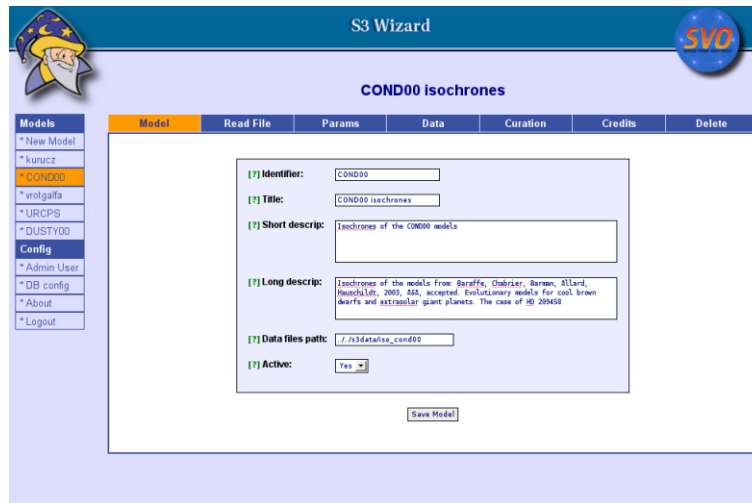 S3 Wizard
SVO
COND00 isochrones
Models
* New Model
* kurucz
* COND00
* vrotgalfa
* URCPS
* DUSTY00
Config
* Admin User
* DB config
* About
* Logout
Model Read File Params Data Curation Credits Delete
[?] Identifier: COND00
[?] Title: COND00 isochrones
[?] Short descrip: Isochrones of the COND00 models
[?] Long descrip: Isochrones of the models from: Baraffe, Chabrier, Barman, Allard,
Hauschildt, 2003, A&A, accepted. Evolutionary models for cool brown
dwarfs and extrasolar giant planets. The case of HD 209458
[?] Data files path: ./../s3data/iso_cond00
[?] Active: Yes
Save Model